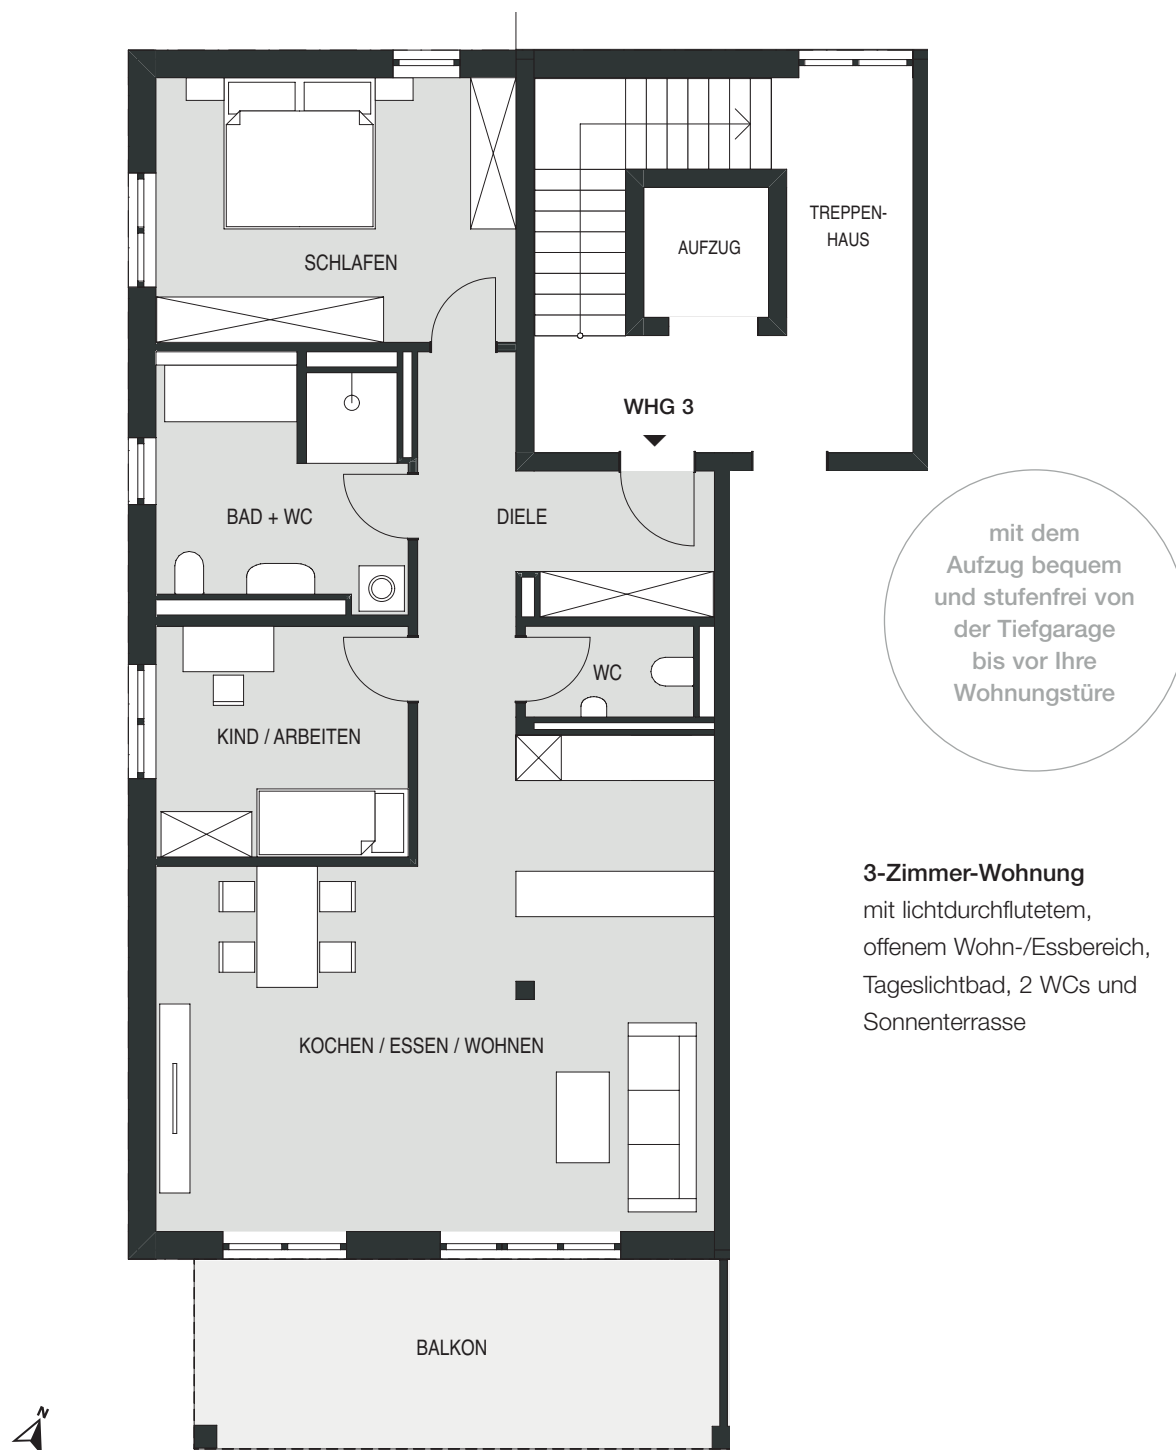 SCHLAFEN
AUFZUG
TREPPEN-
HAUS
WHG 3
BAD + WC
DIELE
mit dem
Aufzug bequem
und stufenfrei von
der Tiefgarage
bis vor Ihre
Wohnungstüre
WC
KIND / ARBEITEN
3-Zimmer-Wohnung
mit lichtdurchflutetem,
offenem Wohn-/Essbereich,
Tageslichtbad, 2 WCs und
Sonnenterrasse
KOCHEN / ESSEN / WOHNEN
BALKON
N